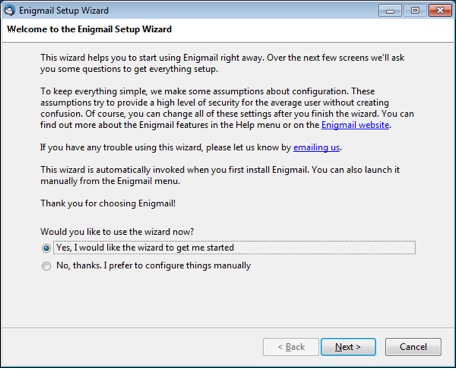 Enigmail Setup Wizard
Welcome to the Enigmail Setup Wizard
This wizard helps you to start using Enigmail right away. Over the next few screens we'll ask
you some questions to get everything setup.
To keep everything simple, we make some assumptions about configuration. These
assumptions try to provide a high level of security for the average user without creating
confusion. Of course, you can change all of these settings after you finish the wizard. You can
find out more about the Enigmail features in the Help menu or on the Enigmail website.
If you have any trouble using this wizard, please let us know by emailing us.
This wizard is automatically invoked when you first install Enigmail. You can also launch it
manually from the Enigmail menu.
Thank you for choosing Enigmail!
Would you like to use the wizard now?
Yes, I would like the wizard to get me started
No, thanks. I prefer to configure things manually
< Back Next > Cancel